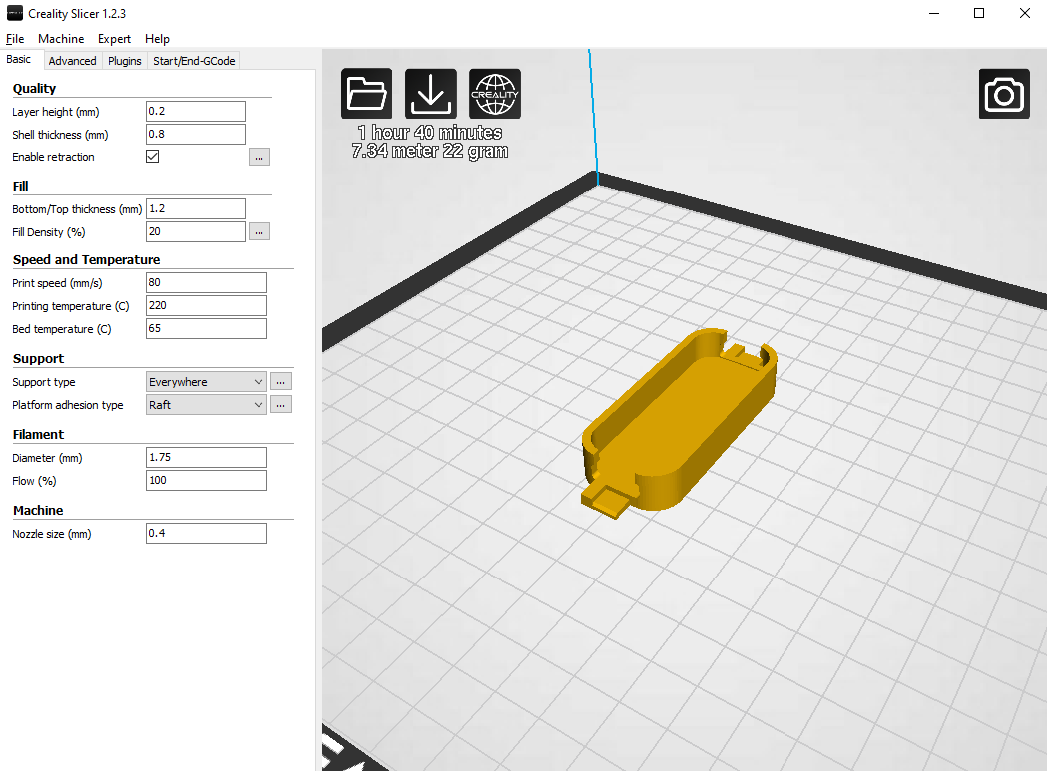 Creality Slicer 1.2.3
File Machine Expert Help
Basic Advanced Plugins Start/End-GCode
Quality
Layer height (mm) 0.2
Shell thickness (mm) 0.8
Enable retraction ...
Fill
Bottom/Top thickness (mm) 1.2
Fill Density (%) 20 ...
Speed and Temperature
Print speed (mm/s) 80
Printing temperature (C) 220
Bed temperature (C) 65
Support
Support type Everywhere ...
Platform adhesion type Raft ...
Filament
Diameter (mm) 1.75
Flow (%) 100
Machine
Nozzle size (mm) 0.4
CREALITY
1 hour 40 minutes
7.34 meter 22 gram